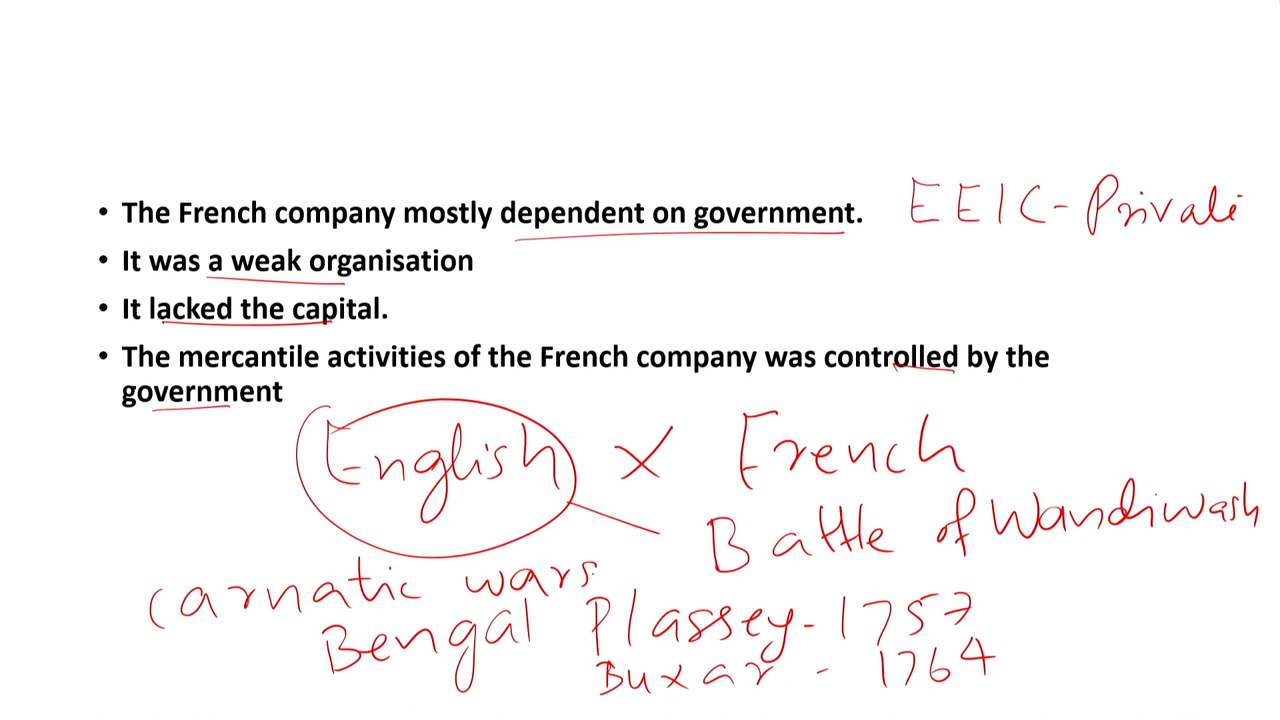 • The French company mostly dependent on government. EEIC-Private
• It was a weak organisation
• It lacked the capital.
• The mercantile activities of the French company was controlled by the
government
English × French
Battle of Wandiwash
Carnatic wars.
Bengal Plassey-1757
Buxar - 1764